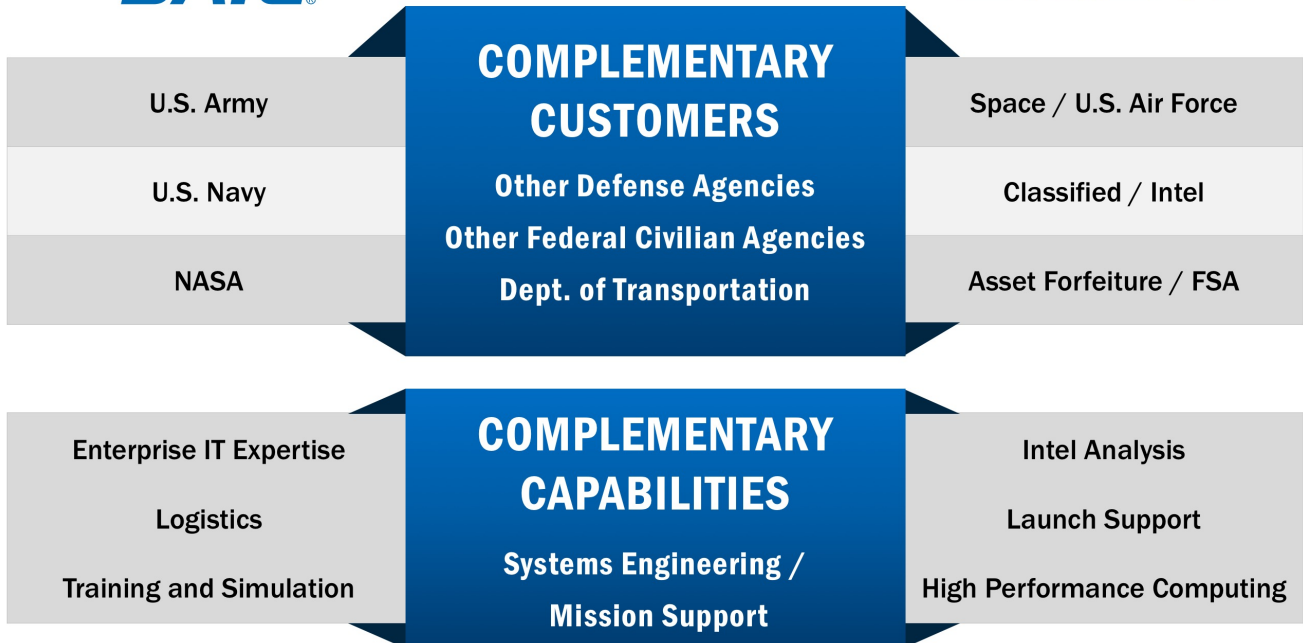 COMPLEMENTARY
CUSTOMERS
Other Defense Agencies
Other Federal Civilian Agencies
Dept. of Transportation
U.S. Army
U.S. Navy
NASA
Space / U.S. Air Force
Classified / Intel
Asset Forfeiture / FSA
COMPLEMENTARY
CAPABILITIES
Systems Engineering /
Mission Support
Enterprise IT Expertise
Logistics
Training and Simulation
Intel Analysis
Launch Support
High Performance Computing